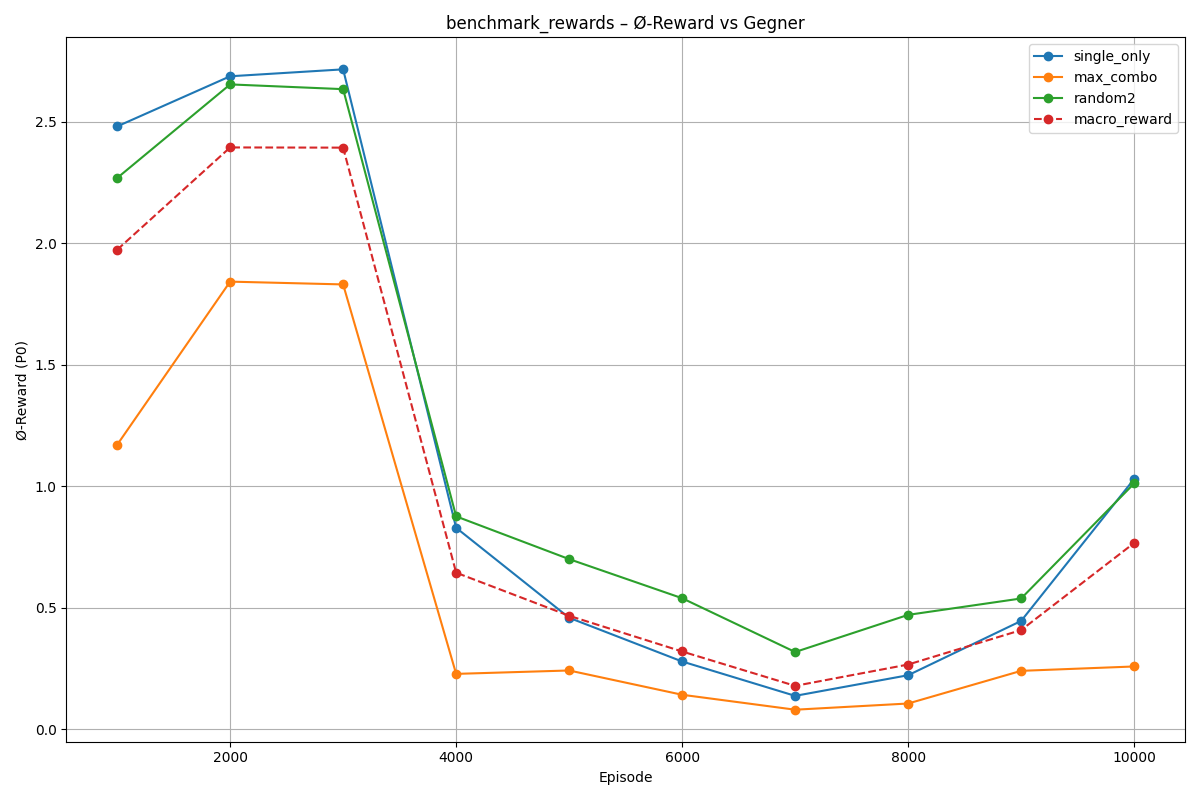 benchmark_rewards – Ø-Reward vs Gegner
single_only
max_combo
random2
macro_reward
Ø-Reward (P0)
2.5
2.0
1.5
1.0
0.5
0.0
2000 4000 6000 8000 10000
Episode